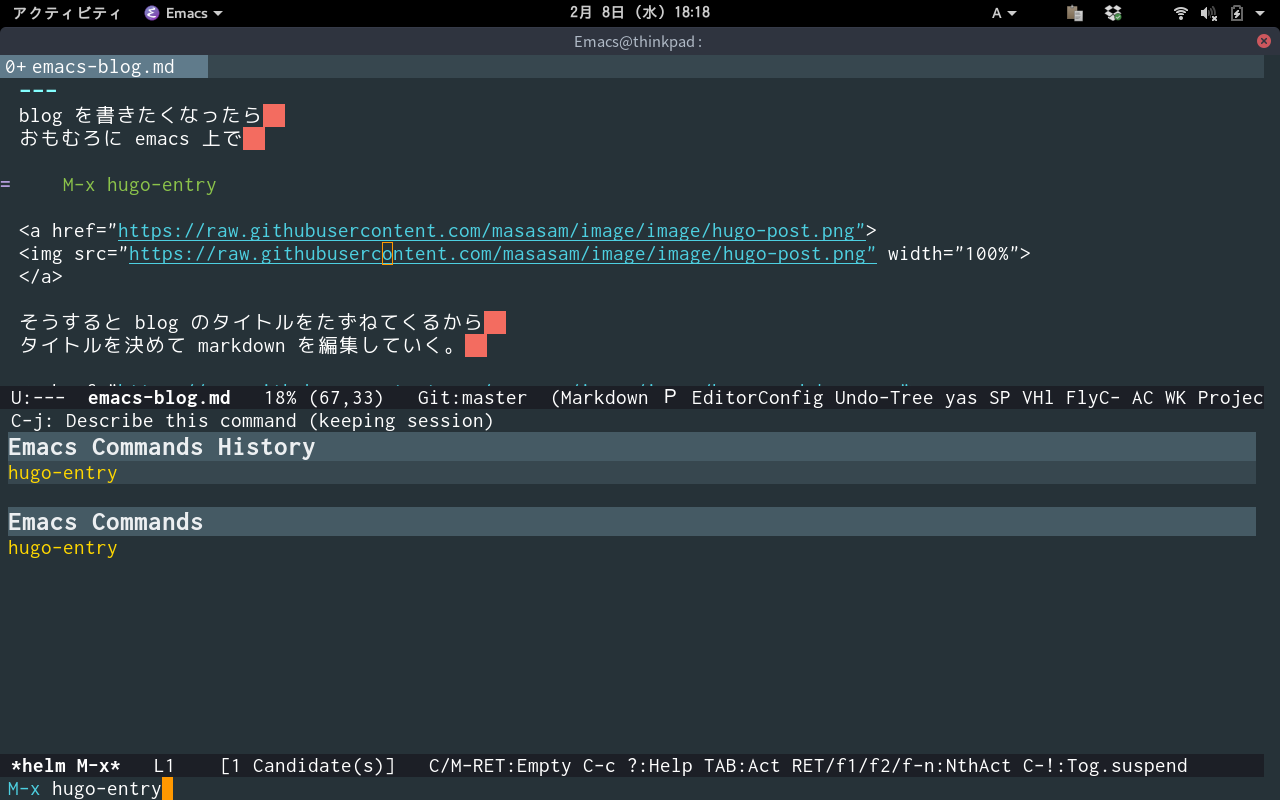 アクティビティ Emacs 2月 8日 (水) 18:18 A
Emacs@thinkpad:
0+ emacs-blog.md
---
blog を書きたくなったら
おもむろに emacs 上で
= M-x hugo-entry
<a href="https://raw.githubusercontent.com/masasam/image/image/hugo-post.png">
<img src="https://raw.githubusercontent.com/masasam/image/image/hugo-post.png" width="100%">
</a>
そうすると blog のタイトルをたずねてくるから
タイトルを決めて markdown を編集していく。
U:--- emacs-blog.md 18% (67,33) Git:master (Markdown P EditorConfig Undo-Tree yas SP VHl FlyC- AC WK Projec
C-j: Describe this command (keeping session)
Emacs Commands History
hugo-entry
Emacs Commands
hugo-entry
*helm M-x* L1 [1 Candidate(s)] C/M-RET:Empty C-c ?:Help TAB:Act RET/f1/f2/f-n:NthAct C-!:Tog.suspend
M-x hugo-entry